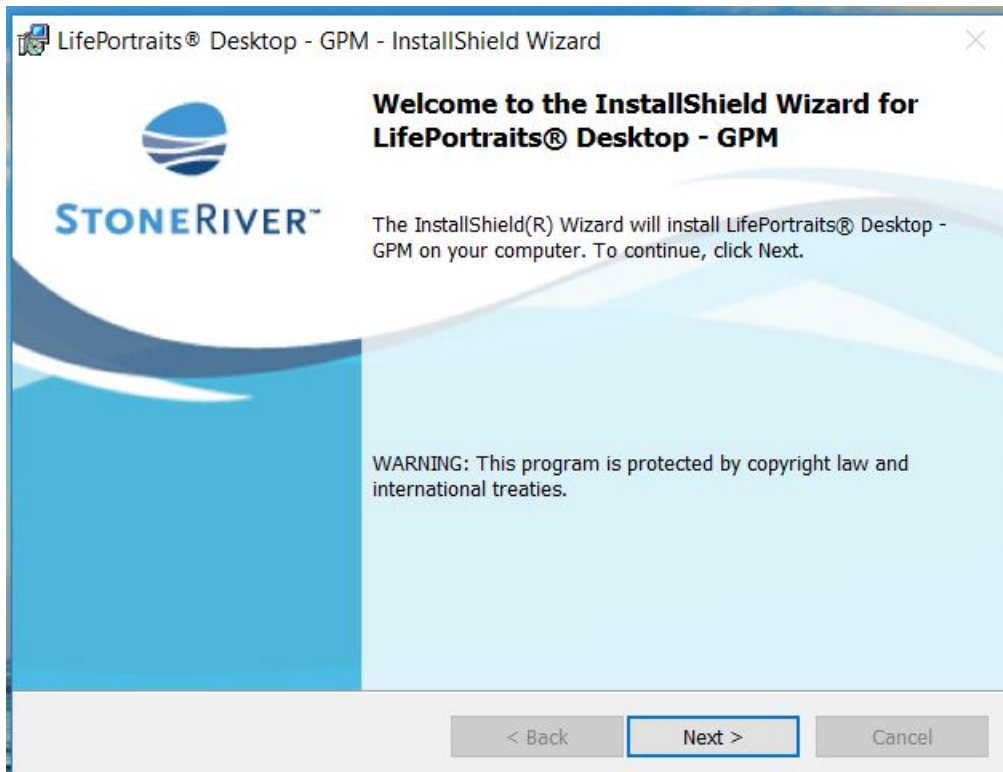 LifePortraits® Desktop - GPM - InstallShield Wizard
Welcome to the InstallShield Wizard for
LifePortraits® Desktop - GPM
STONERIVER™
The InstallShield(R) Wizard will install LifePortraits® Desktop -
GPM on your computer. To continue, click Next.
WARNING: This program is protected by copyright law and
international treaties.
< Back
Next >
Cancel